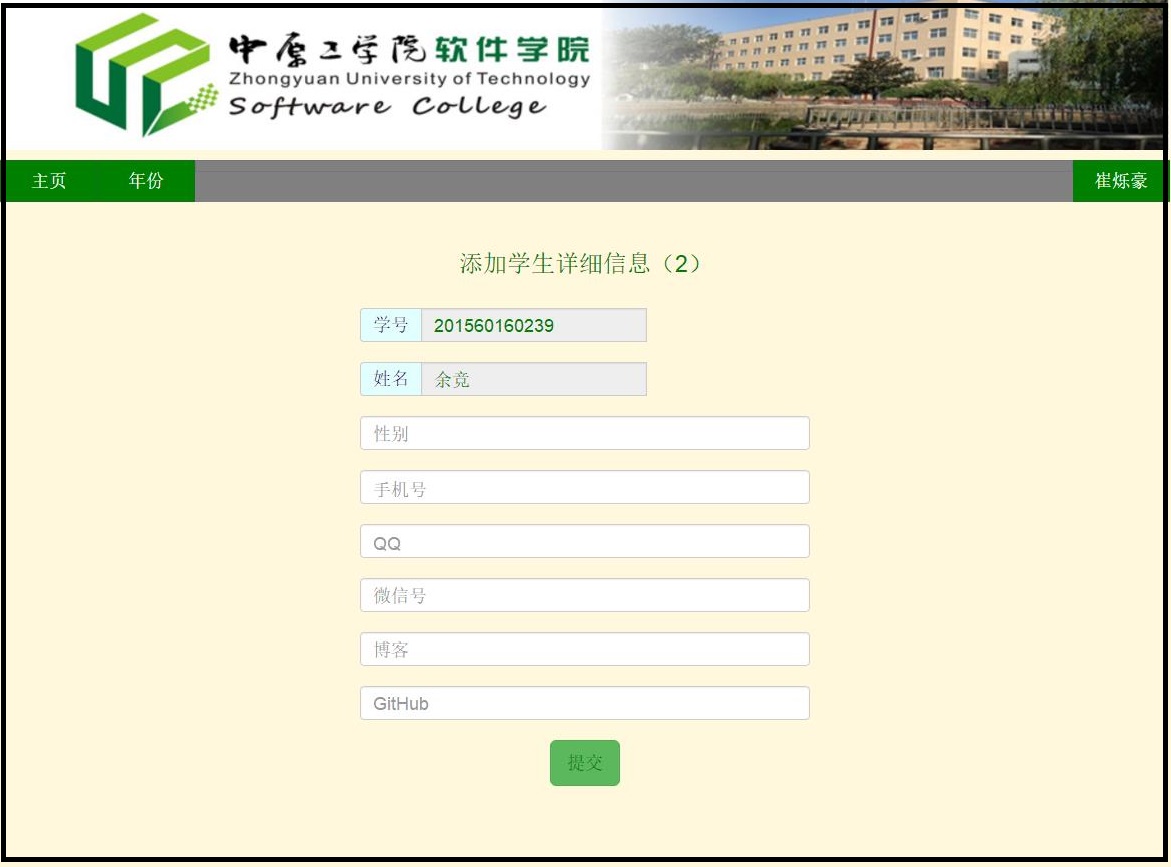 中原工学院软件学院
Zhongyuan University of Technology
Software College
主页 年份 崔烁豪
添加学生详细信息（2）
学号 201560160239
姓名 余竞
性别
手机号
QQ
微信号
博客
GitHub
提交